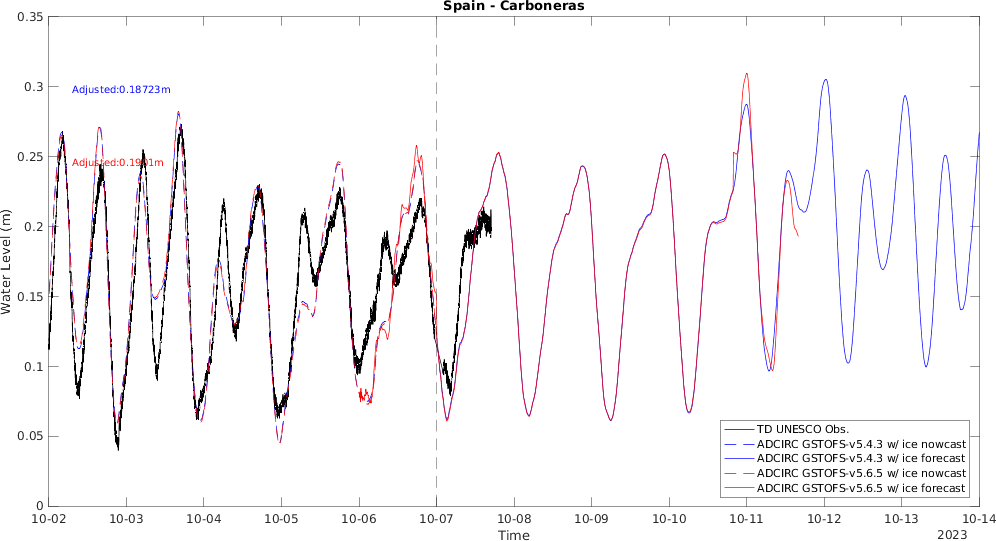 Spain - Carboneras
0.35
0.3
0.25
0.2
0.15
0.1
0.05
0
Water Level (m)
Adjusted:0.18723m
TD UNESCO Obs.
ADCIRC GSTOFS-v5.4.3 w/ ice nowcast
ADCIRC GSTOFS-v5.4.3 w/ ice forecast
ADCIRC GSTOFS-v5.6.5 w/ ice nowcast
ADCIRC GSTOFS-v5.6.5 w/ ice forecast
10-02 10-03 10-04 10-05 10-06 10-07 10-08 10-09 10-10 10-11 10-12 10-13 10-14
Time
2023